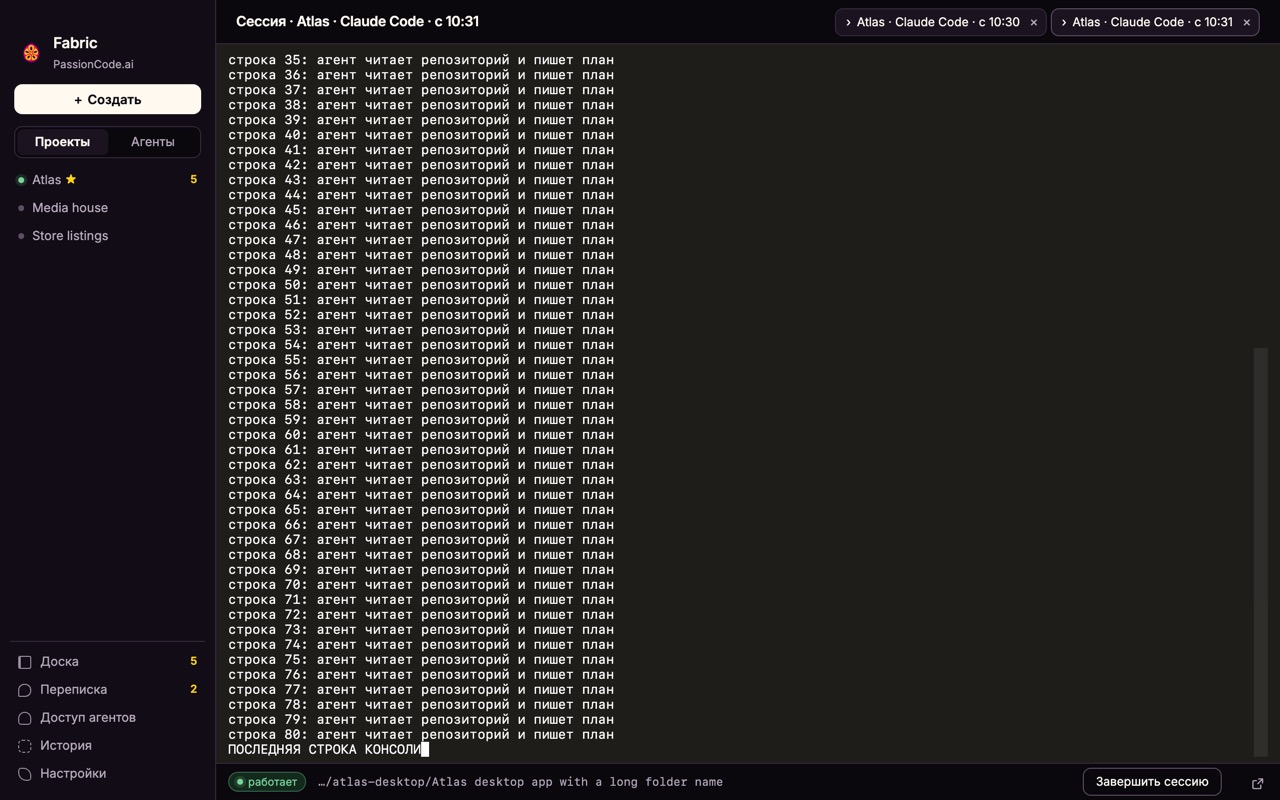 Fabric
PassionCode.ai
+ Создать
Проекты Агенты
Atlas 5
Media house
Store listings
Доска 5
Переписка 2
Доступ агентов
История
Настройки
Сессия · Atlas · Claude Code · с 10:31
› Atlas · Claude Code · с 10:30 ×
› Atlas · Claude Code · с 10:31 ×
строка 35: агент читает репозиторий и пишет план
строка 36: агент читает репозиторий и пишет план
строка 37: агент читает репозиторий и пишет план
строка 38: агент читает репозиторий и пишет план
строка 39: агент читает репозиторий и пишет план
строка 40: агент читает репозиторий и пишет план
строка 41: агент читает репозиторий и пишет план
строка 42: агент читает репозиторий и пишет план
строка 43: агент читает репозиторий и пишет план
строка 44: агент читает репозиторий и пишет план
строка 45: агент читает репозиторий и пишет план
строка 46: агент читает репозиторий и пишет план
строка 47: агент читает репозиторий и пишет план
строка 48: агент читает репозиторий и пишет план
строка 49: агент читает репозиторий и пишет план
строка 50: агент читает репозиторий и пишет план
строка 51: агент читает репозиторий и пишет план
строка 52: агент читает репозиторий и пишет план
строка 53: агент читает репозиторий и пишет план
строка 54: агент читает репозиторий и пишет план
строка 55: агент читает репозиторий и пишет план
строка 56: агент читает репозиторий и пишет план
строка 57: агент читает репозиторий и пишет план
строка 58: агент читает репозиторий и пишет план
строка 59: агент читает репозиторий и пишет план
строка 60: агент читает репозиторий и пишет план
строка 61: агент читает репозиторий и пишет план
строка 62: агент читает репозиторий и пишет план
строка 63: агент читает репозиторий и пишет план
строка 64: агент читает репозиторий и пишет план
строка 65: агент читает репозиторий и пишет план
строка 66: агент читает репозиторий и пишет план
строка 67: агент читает репозиторий и пишет план
строка 68: агент читает репозиторий и пишет план
строка 69: агент читает репозиторий и пишет план
строка 70: агент читает репозиторий и пишет план
строка 71: агент читает репозиторий и пишет план
строка 72: агент читает репозиторий и пишет план
строка 73: агент читает репозиторий и пишет план
строка 74: агент читает репозиторий и пишет план
строка 75: агент читает репозиторий и пишет план
строка 76: агент читает репозиторий и пишет план
строка 77: агент читает репозиторий и пишет план
строка 78: агент читает репозиторий и пишет план
строка 79: агент читает репозиторий и пишет план
строка 80: агент читает репозиторий и пишет план
ПОСЛЕДНЯЯ СТРОКА КОНСОЛИ
работает …/atlas-desktop/Atlas desktop app with a long folder name Завершить сессию